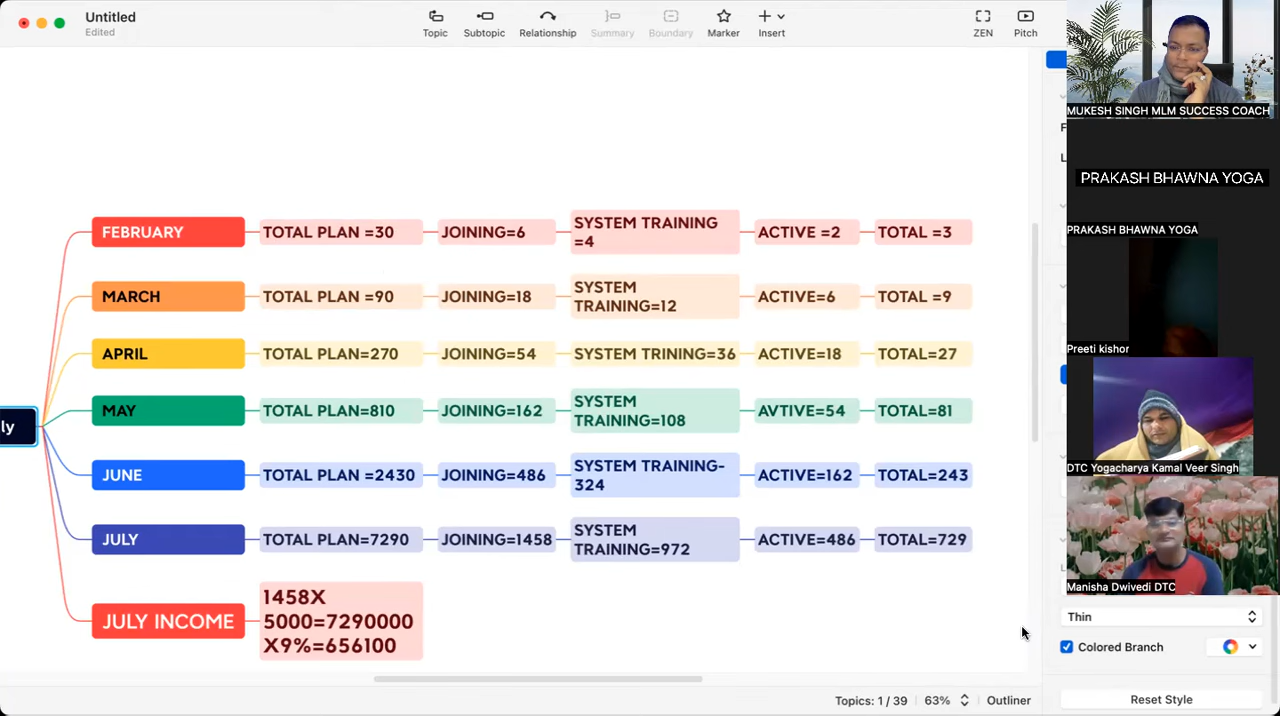 Untitled
Edited
Topic
Subtopic
Relationship
Summary
Boundary
Marker
Insert
ZEN
Pitch
MUKESH SINGH MLM SUCCESS COACH
PRAKASH BHAWNA YOGA
PRAKASH BHAWNA YOGA
Preeti kishor
DTC Yogacharya Kamal Veer Singh
Manisha Dwivedi DTC
ly
FEBRUARY
TOTAL PLAN =30
JOINING=6
SYSTEM TRAINING
=4
ACTIVE =2
TOTAL =3
MARCH
TOTAL PLAN =90
JOINING=18
SYSTEM
TRAINING=12
ACTIVE=6
TOTAL =9
APRIL
TOTAL PLAN=270
JOINING=54
SYSTEM TRINING=36
ACTIVE=18
TOTAL=27
MAY
TOTAL PLAN=810
JOINING=162
SYSTEM
TRAINING=108
AVTIVE=54
TOTAL=81
JUNE
TOTAL PLAN =2430
JOINING=486
SYSTEM TRAINING-
324
ACTIVE=162
TOTAL=243
JULY
TOTAL PLAN=7290
JOINING=1458
SYSTEM
TRAINING=972
ACTIVE=486
TOTAL=729
JULY INCOME
1458X
5000=7290000
X9%=656100
Thin
Colored Branch
Reset Style
Topics: 1 / 39
63%
Outliner